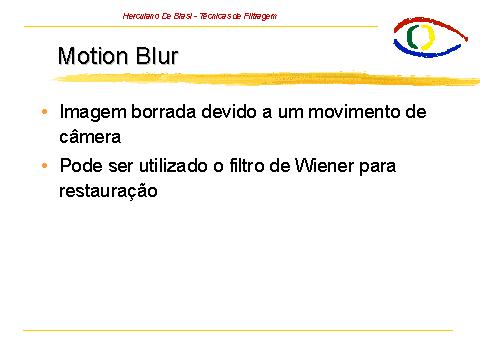 Herculano De Biasi - Técnicas de Filtragem
Motion Blur
• Imagem borrada devido a um movimento de
câmera
• Pode ser utilizado o filtro de Wiener para
restauração